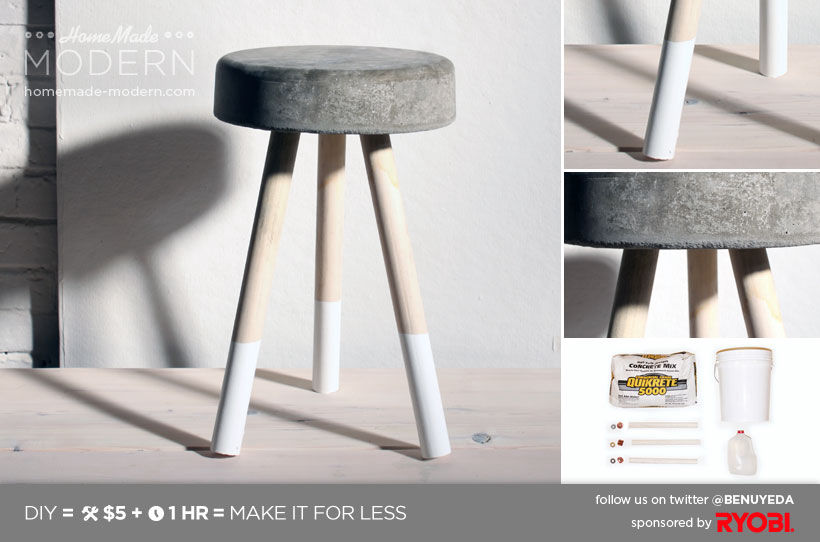 HomeMade
MODERN
homemade-modern.com
CONCRETE MIX
QUIKRETE
5000
DIY = $5 + 1 HR = MAKE IT FOR LESS
follow us on twitter @BENUYEDA
sponsored by RYOBI.